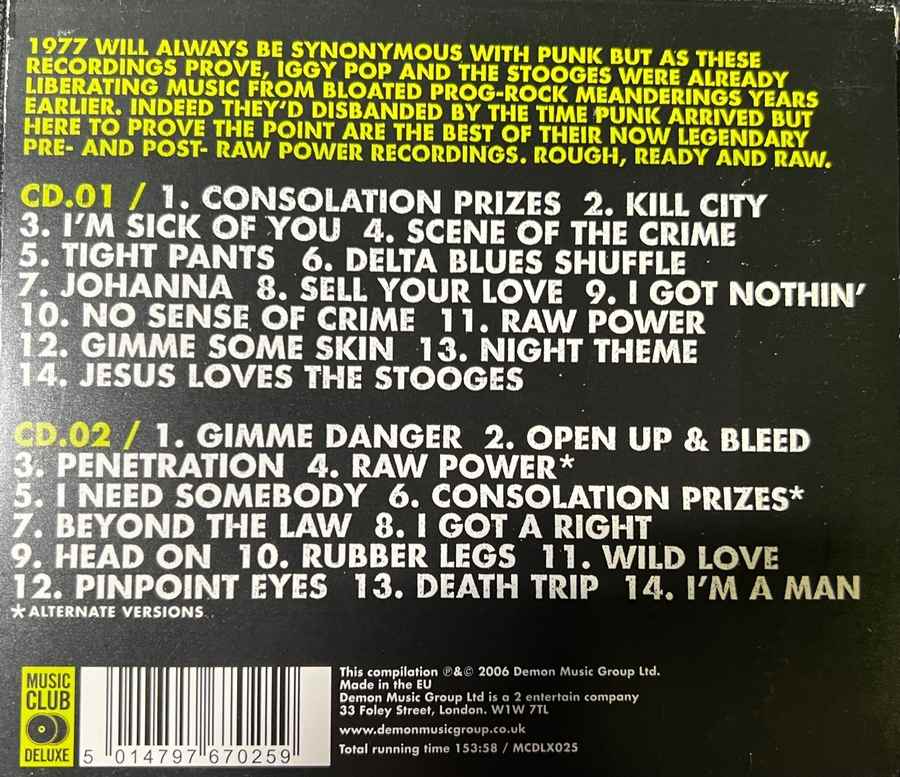 1977 WILL ALWAYS BE SYNONYMOUS WITH PUNK BUT AS THESE
RECORDINGS PROVE, IGGY POP AND THE STOOGES WERE ALREADY
LIBERATING MUSIC FROM BLOATED PROG-ROCK MEANDERINGS YEARS
EARLIER. INDEED THEY'D DISBANDED BY THE TIME PUNK ARRIVED BUT
HERE TO PROVE THE POINT ARE THE BEST OF THEIR NOW LEGENDARY
PRE- AND POST- RAW POWER RECORDINGS. ROUGH, READY AND RAW.
CD.01 / 1. CONSOLATION PRIZES 2. KILL CITY
3. I'M SICK OF YOU 4. SCENE OF THE CRIME
5. TIGHT PANTS 6. DELTA BLUES SHUFFLE
7. JOHANNA 8. SELL YOUR LOVE 9. I GOT NOTHIN'
10. NO SENSE OF CRIME 11. RAW POWER
12. GIMME SOME SKIN 13. NIGHT THEME
14. JESUS LOVES THE STOOGES
CD.02 / 1. GIMME DANGER 2. OPEN UP & BLEED
3. PENETRATION 4. RAW POWER*
5. I NEED SOMEBODY 6. CONSOLATION PRIZES*
7. BEYOND THE LAW 8. I GOT A RIGHT
9. HEAD ON 10. RUBBER LEGS 11. WILD LOVE
12. PINPOINT EYES 13. DEATH TRIP 14. I'M A MAN
*ALTERNATE VERSIONS
MUSIC
CLUB
DELUXE
5 014797 670259
This compilation ℗&© 2006 Demon Music Group Ltd.
Made in the EU
Demon Music Group Ltd is a 2 entertain company
33 Foley Street, London. W1W 7TL
www.demonmusicgroup.co.uk
Total running time 153:58 / MCDLX025